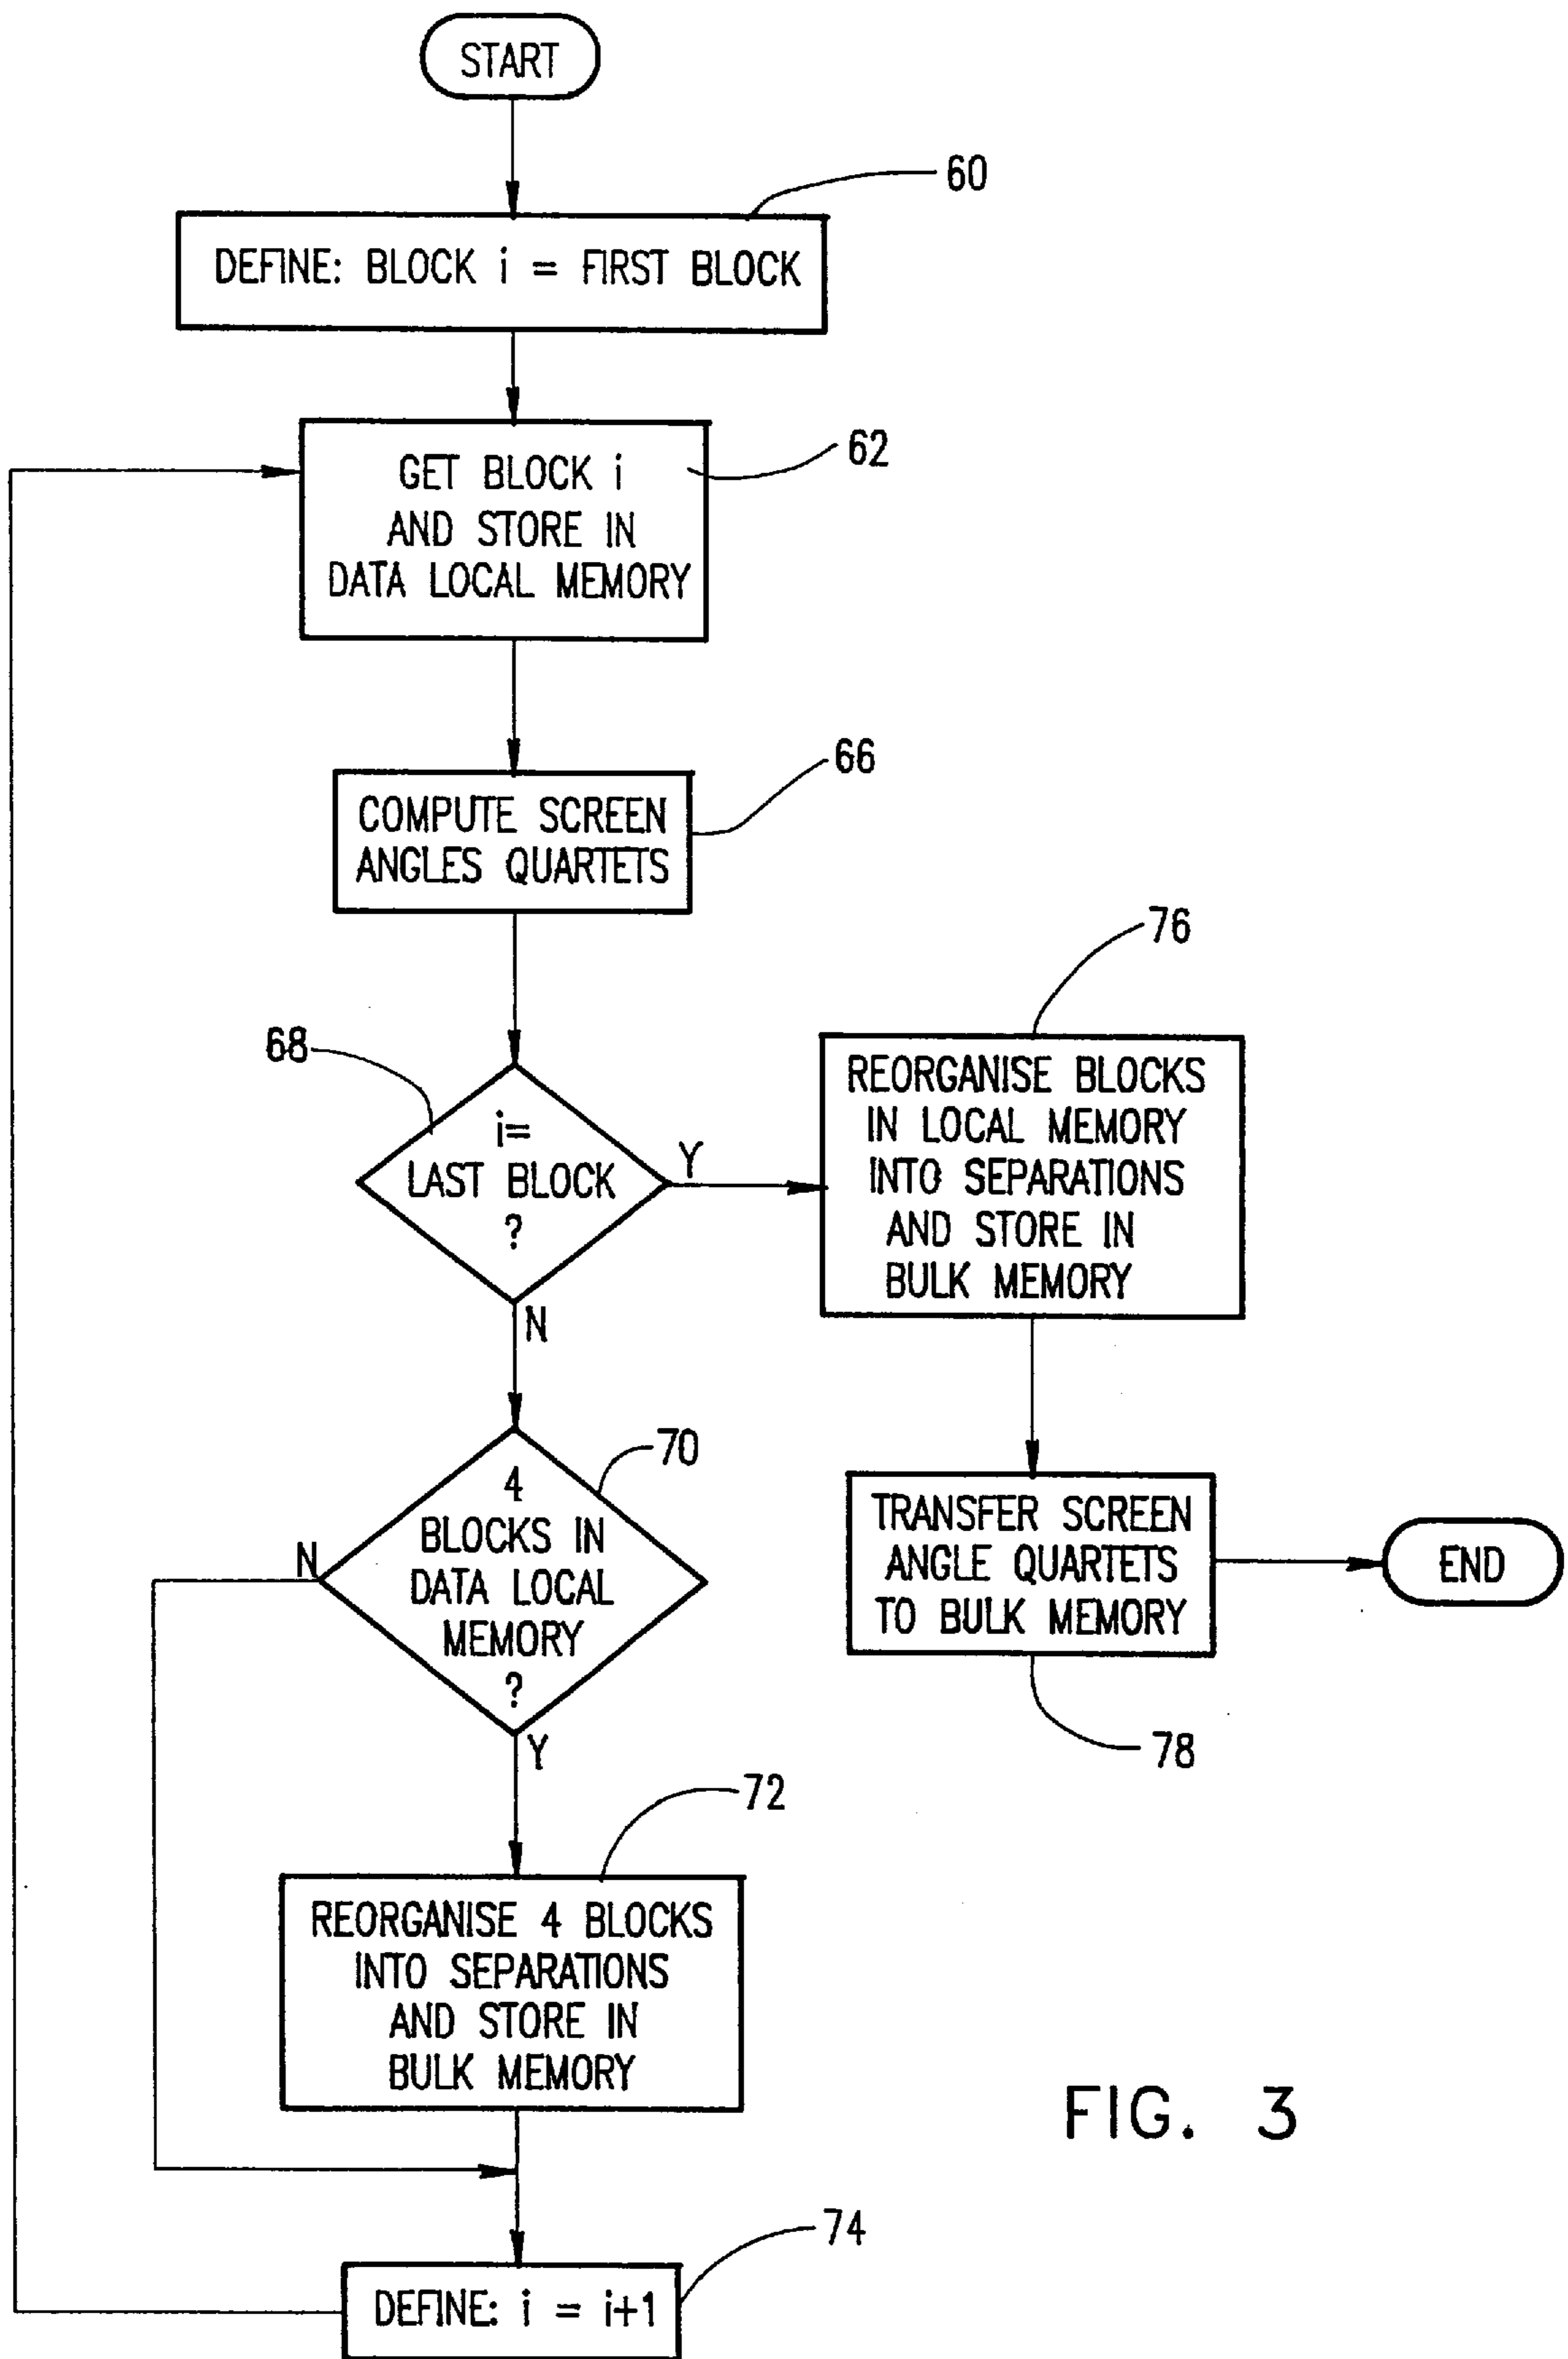 START
60
DEFINE: BLOCK i = FIRST BLOCK
62
GET BLOCK i
AND STORE IN
DATA LOCAL MEMORY
66
COMPUTE SCREEN
ANGLES QUARTETS
68
i=
LAST BLOCK
?
Y
N
76
REORGANISE BLOCKS
IN LOCAL MEMORY
INTO SEPARATIONS
AND STORE IN
BULK MEMORY
70
4
BLOCKS IN
DATA LOCAL
MEMORY
?
N
Y
TRANSFER SCREEN
ANGLE QUARTETS
TO BULK MEMORY
78
END
72
REORGANISE 4 BLOCKS
INTO SEPARATIONS
AND STORE IN
BULK MEMORY
74
DEFINE: i = i+1
FIG. 3